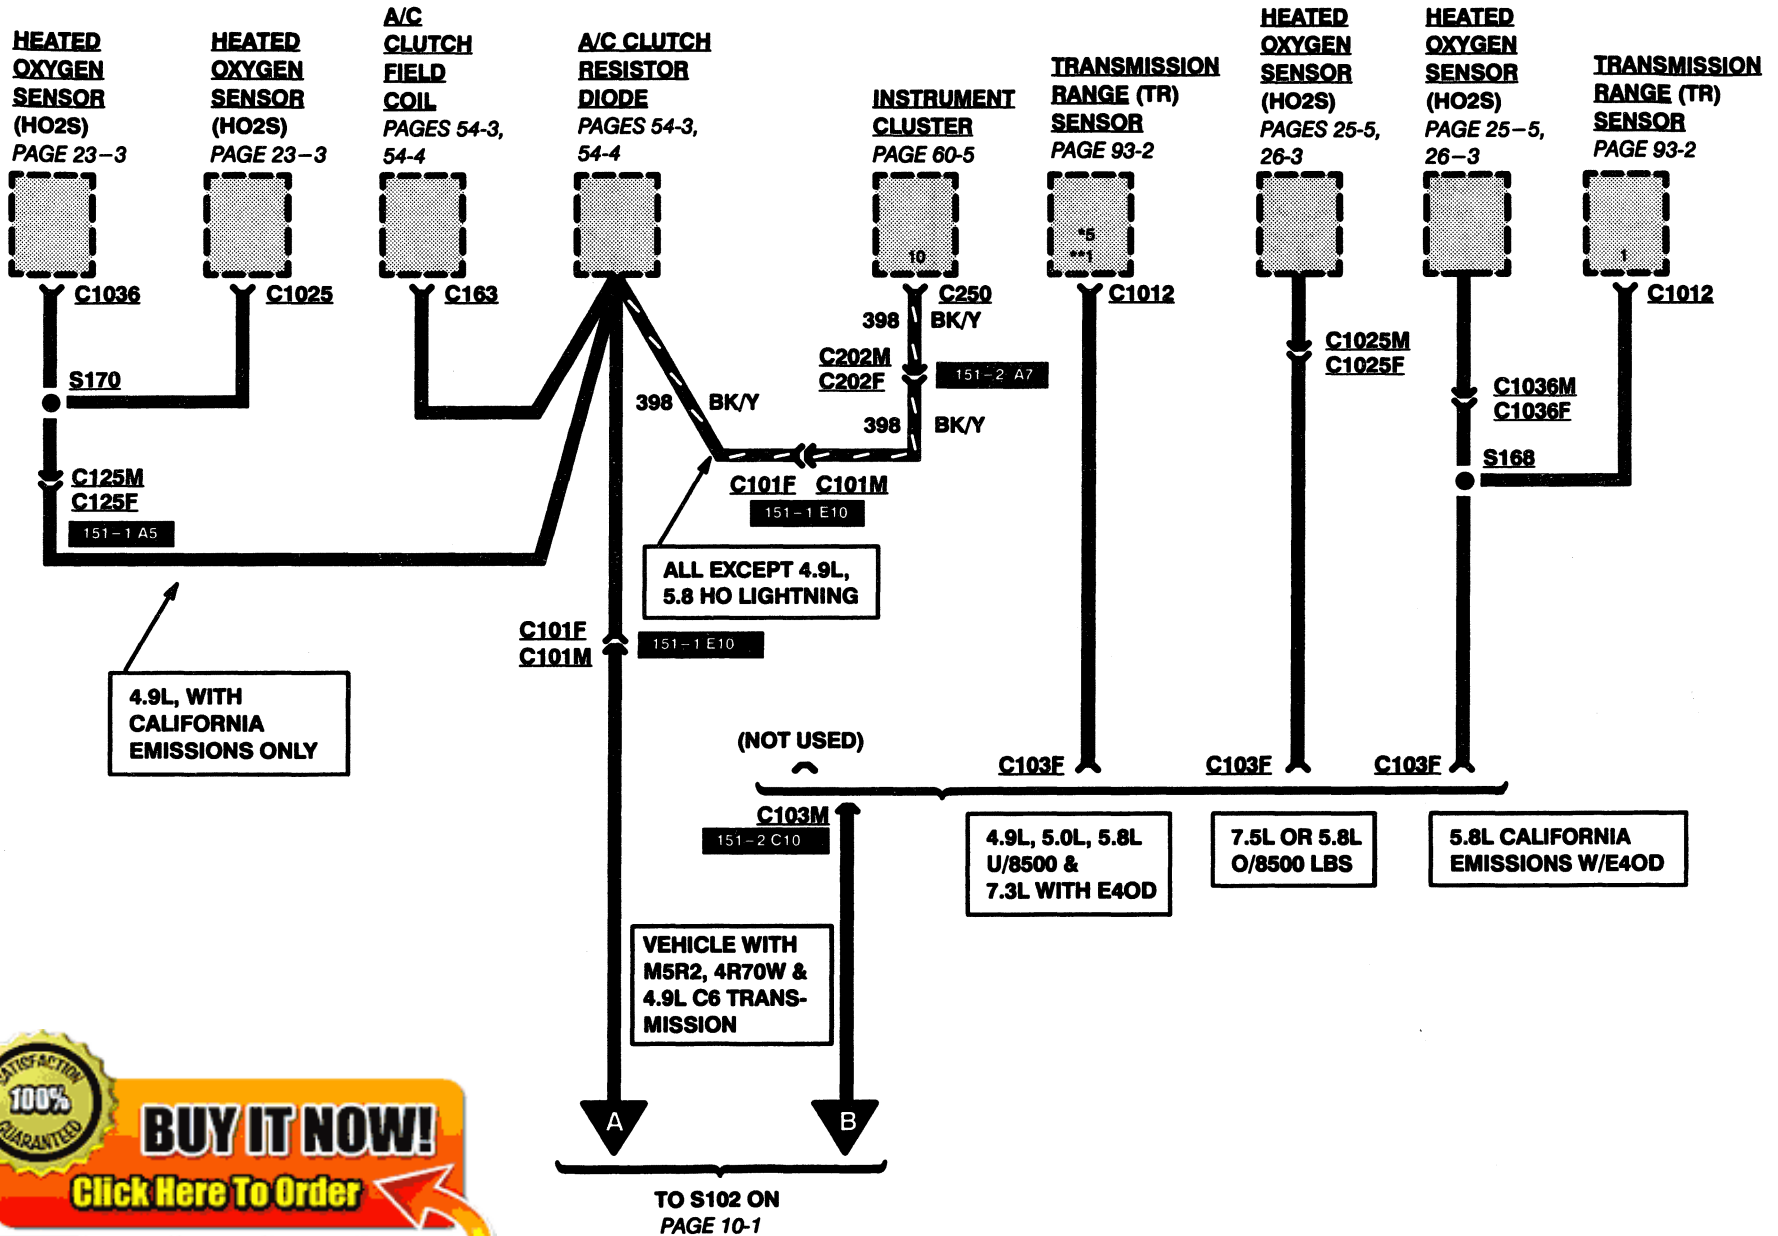 HEATED
OXYGEN
SENSOR
(HO2S)
PAGE 23–3
HEATED
OXYGEN
SENSOR
(HO2S)
PAGE 23–3
A/C
CLUTCH
FIELD
COIL
PAGES 54-3,
54-4
A/C CLUTCH
RESISTOR
DIODE
PAGES 54-3,
54-4
INSTRUMENT
CLUSTER
PAGE 60-5
TRANSMISSION
RANGE (TR)
SENSOR
PAGE 93-2
HEATED
OXYGEN
SENSOR
(HO2S)
PAGES 25-5,
26-3
HEATED
OXYGEN
SENSOR
(HO2S)
PAGE 25–5,
26–3
TRANSMISSION
RANGE (TR)
SENSOR
PAGE 93-2
10
*5
**1
1
C1036
C1025
C163
C250
C1012
C1012
398 BK/Y
C202M
C202F
151–2 A7
398 BK/Y
398 BK/Y
C1025M
C1025F
C1036M
C1036F
S170
S168
C125M
C125F
151–1 A5
C101F C101M
151–1 E10
ALL EXCEPT 4.9L,
5.8 HO LIGHTNING
C101F
C101M
151–1 E10
4.9L, WITH
CALIFORNIA
EMISSIONS ONLY
(NOT USED)
C103F
C103F
C103F
C103M
151–2 C10
4.9L, 5.0L, 5.8L
U/8500 &
7.3L WITH E4OD
7.5L OR 5.8L
O/8500 LBS
5.8L CALIFORNIA
EMISSIONS W/E4OD
VEHICLE WITH
M5R2, 4R70W &
4.9L C6 TRANS-
MISSION
A
B
TO S102 ON
PAGE 10-1
SATISFACTION
100%
GUARANTEED
BUY IT NOW!
Click Here To Order